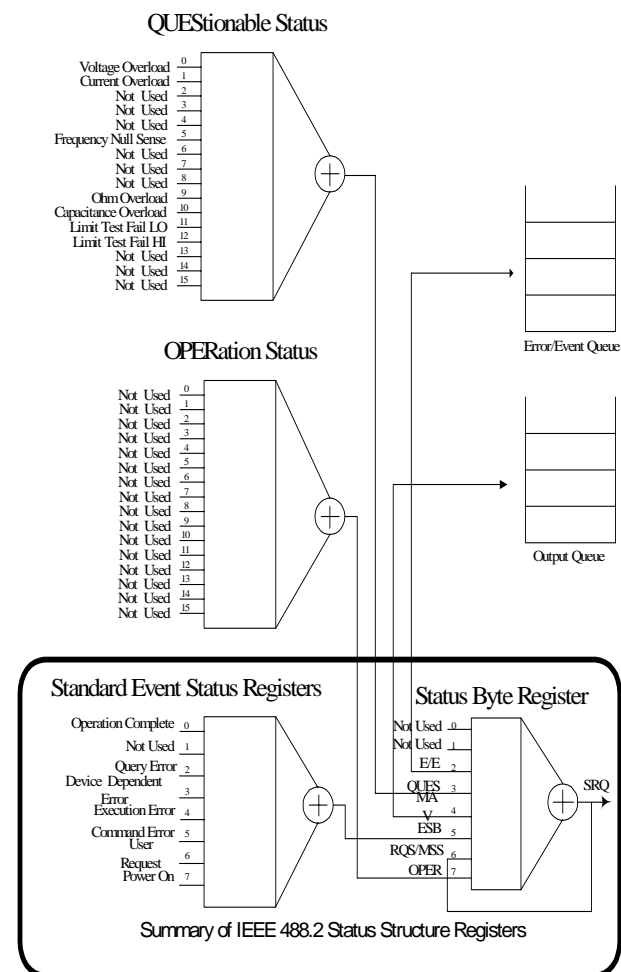 QUEStionable Status
Voltage Overload 0
Current Overload 1
Not Used 2
Not Used 3
Not Used 4
Frequency Null Sense 5
Not Used 6
Not Used 7
Not Used 8
Ohm Overload 9
Capacitance Overload 10
Limit Test Fail LO 11
Limit Test Fail HI 12
Not Used 13
Not Used 14
Not Used 15
Error/Event Queue
OPERation Status
Not Used 0
Not Used 1
Not Used 2
Not Used 3
Not Used 4
Not Used 5
Not Used 6
Not Used 7
Not Used 8
Not Used 9
Not Used 10
Not Used 11
Not Used 12
Not Used 13
Not Used 14
Not Used 15
Output Queue
Standard Event Status Registers
Operation Complete 0
Not Used 1
Query Error 2
Device Dependent
Error 3
Execution Error 4
Command Error 5
User
Request 6
Power On 7
Status Byte Register
Not Used 0
Not Used 1
E/E 2
QUES 3
MA
V 4
ESB 5
RQS/MSS 6
OPER 7
SRQ
Summary of IEEE 488.2 Status Structure Registers